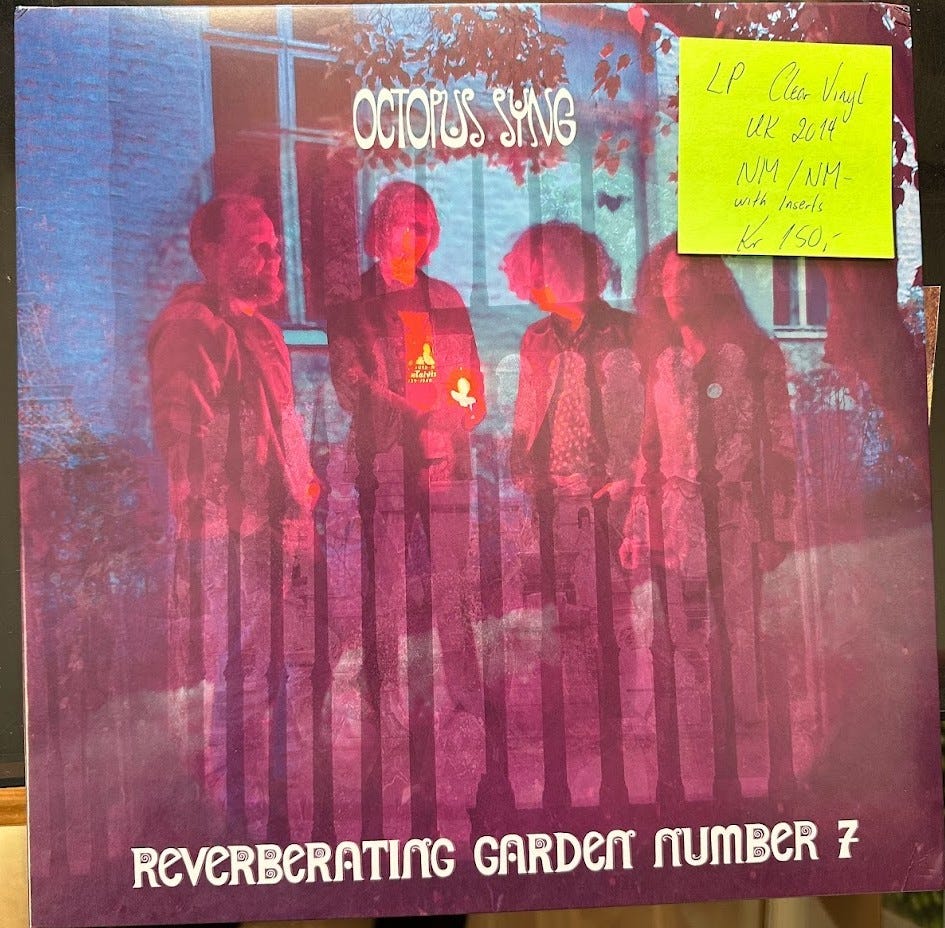 OCTOPUS SYNG
LP Clear Vinyl
UK 2014
NM / NM-
with Inserts
Kr 150,-
REVERBERATING GARDEN NUMBER 7